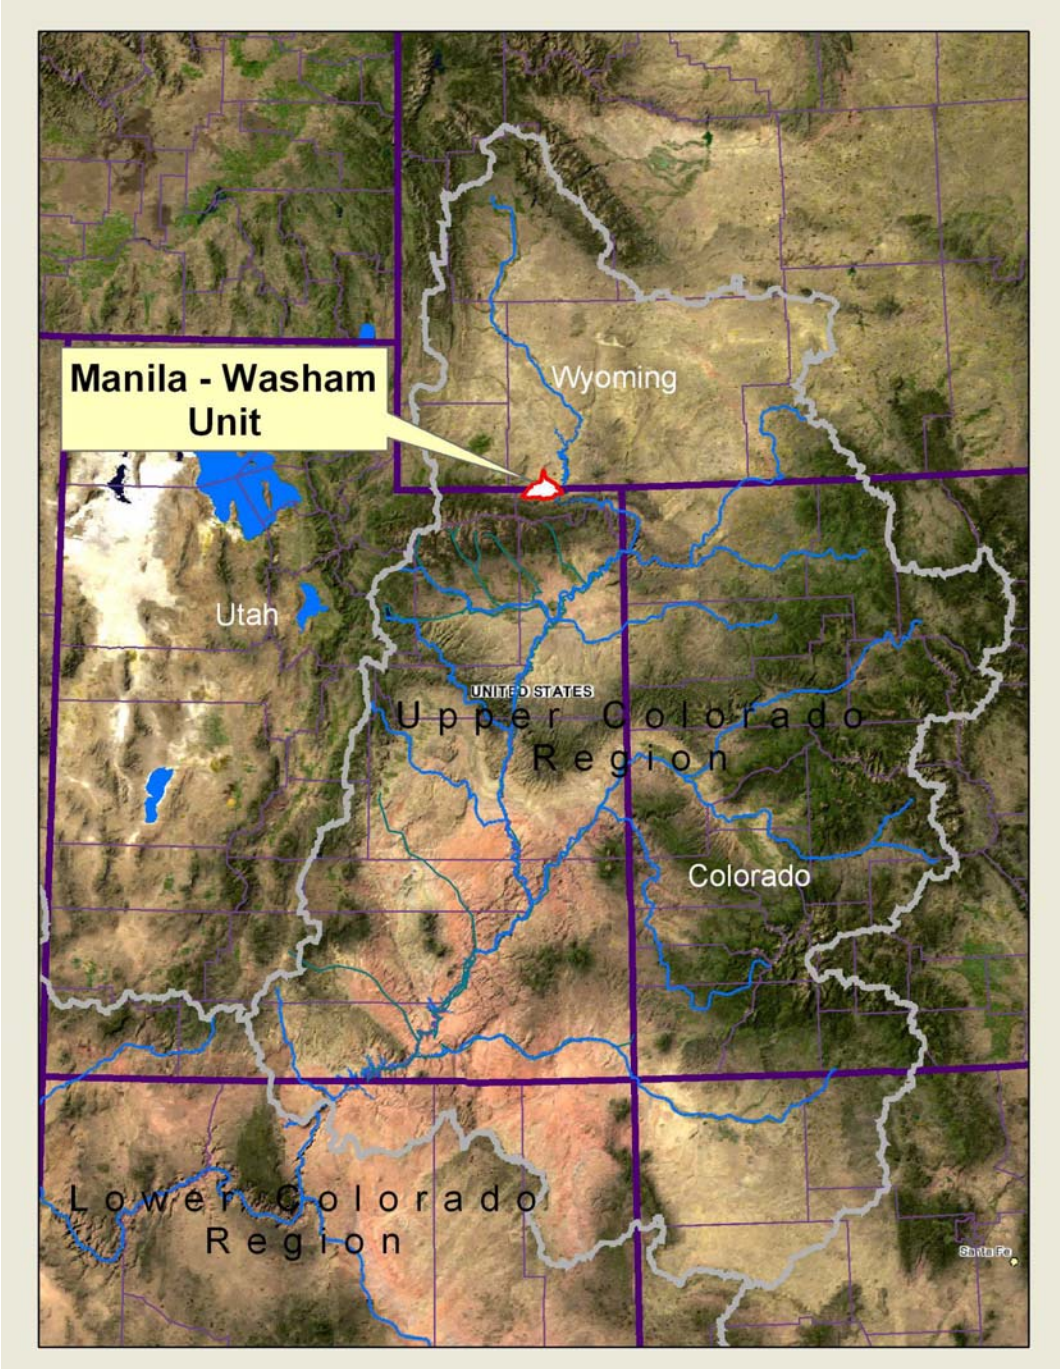 Manila - Washam
Unit
Wyoming
Utah
UNITED STATES
Upper Colorado
Region
Colorado
Lower Colorado
Region
Santa Fe